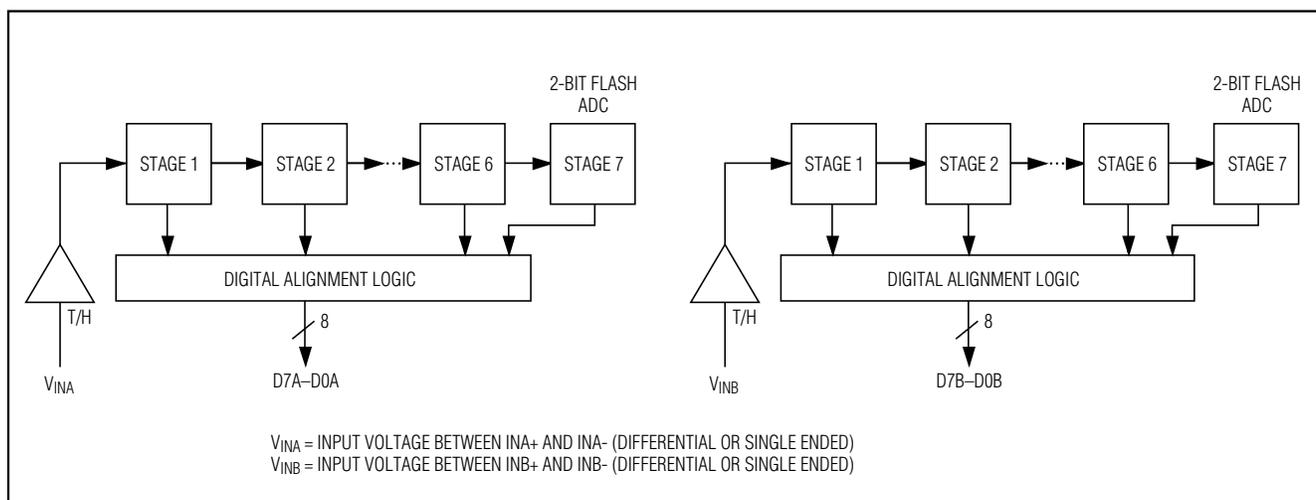 2-BIT FLASH
ADC
STAGE 1
STAGE 2
STAGE 6
STAGE 7
DIGITAL ALIGNMENT LOGIC
T/H
8
VINA
D7A–D0A
2-BIT FLASH
ADC
STAGE 1
STAGE 2
STAGE 6
STAGE 7
DIGITAL ALIGNMENT LOGIC
T/H
8
VINB
D7B–D0B
VINA = INPUT VOLTAGE BETWEEN INA+ AND INA- (DIFFERENTIAL OR SINGLE ENDED)
VINB = INPUT VOLTAGE BETWEEN INB+ AND INB- (DIFFERENTIAL OR SINGLE ENDED)